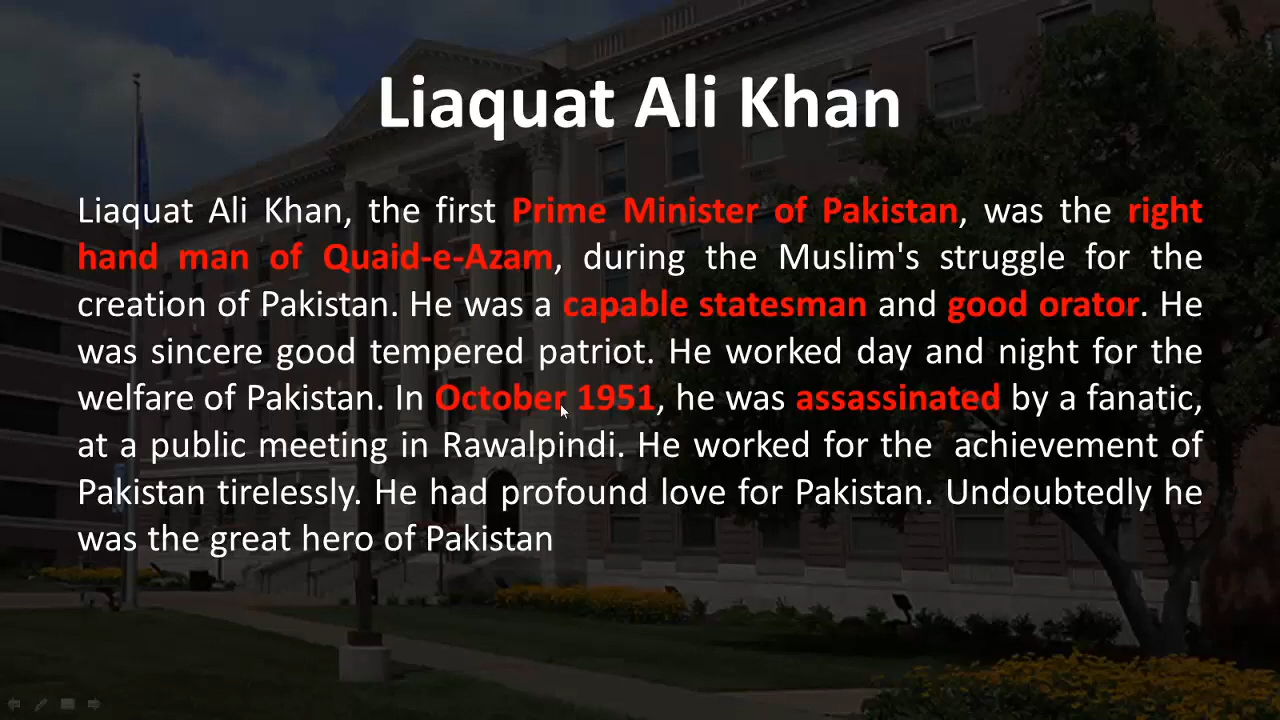 Liaquat Ali Khan
Liaquat Ali Khan, the first Prime Minister of Pakistan, was the right
hand man of Quaid-e-Azam, during the Muslim's struggle for the
creation of Pakistan. He was a capable statesman and good orator. He
was sincere good tempered patriot. He worked day and night for the
welfare of Pakistan. In October 1951, he was assassinated by a fanatic,
at a public meeting in Rawalpindi. He worked for the achievement of
Pakistan tirelessly. He had profound love for Pakistan. Undoubtedly he
was the great hero of Pakistan